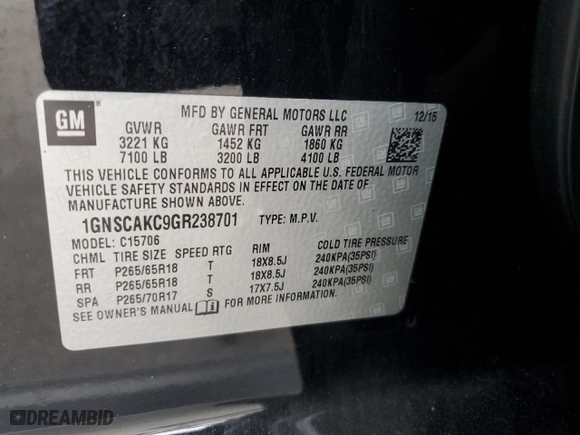 GM
MFD BY GENERAL MOTORS LLC 12/15
GVWR GAWR FRT GAWR RR
3221 KG 1452 KG 1860 KG
7100 LB 3200 LB 4100 LB
THIS VEHICLE CONFORMS TO ALL APPLICABLE U.S. FEDERAL MOTOR
VEHICLE SAFETY STANDARDS IN EFFECT ON THE DATE OF
MANUFACTURE SHOWN ABOVE.
1GNSCAKC9GR238701 TYPE: M.P.V.
MODEL: C15706
CHML TIRE SIZE SPEED RTG RIM COLD TIRE PRESSURE
FRT P265/65R18 T 18X8.5J 240KPA(35PSI)
RR P265/65R18 T 18X8.5J 240KPA(35PSI)
SPA P265/70R17 S 17X7.5J 240KPA(35PSI)
SEE OWNER'S MANUAL FOR MORE INFORMATION.
DREAMBID